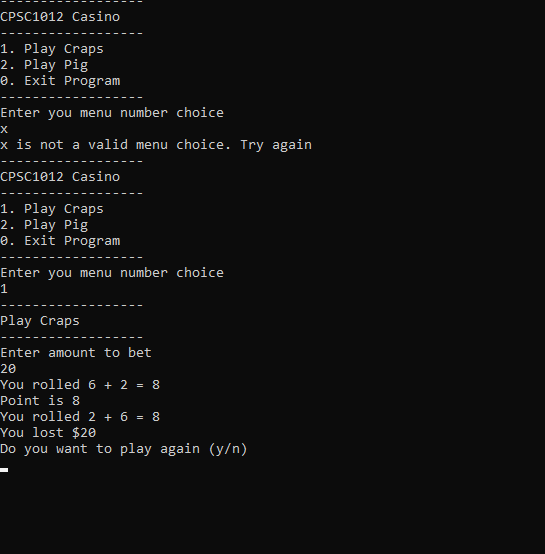 ------------------
CPSC1012 Casino
------------------
1. Play Craps
2. Play Pig
0. Exit Program
------------------
Enter you menu number choice
x
x is not a valid menu choice. Try again
------------------
CPSC1012 Casino
------------------
1. Play Craps
2. Play Pig
0. Exit Program
------------------
Enter you menu number choice
1
------------------
Play Craps
------------------
Enter amount to bet
20
You rolled 6 + 2 = 8
Point is 8
You rolled 2 + 6 = 8
You lost $20
Do you want to play again (y/n)